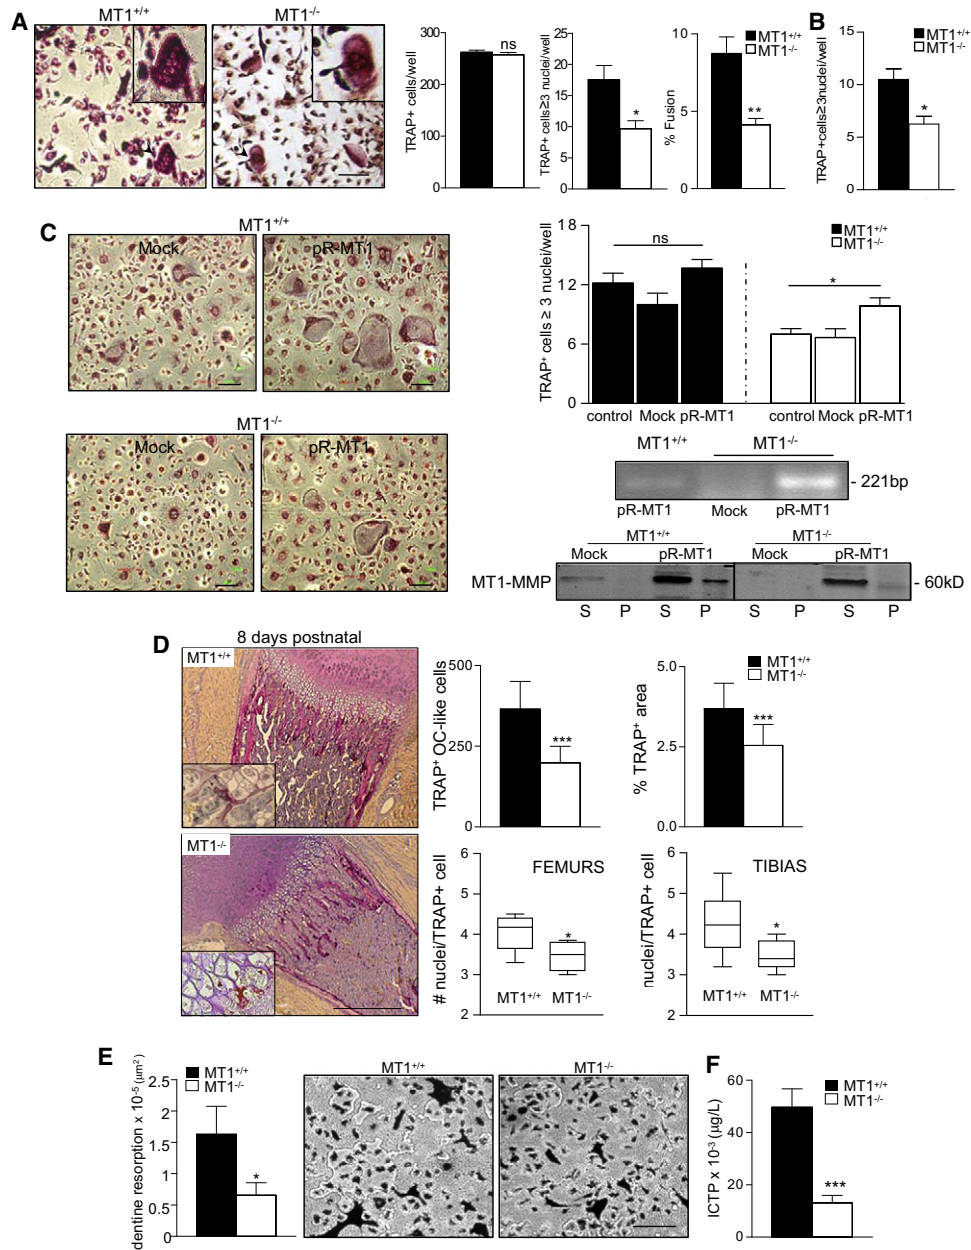 A
MT1+/+
MT1-/-
TRAP+ cells/well
300
200
100
0
ns
TRAP+ cells≥3 nuclei/well
25
20
15
10
5
0
*
% Fusion
10
5
0
**
MT1+/+
MT1-/-
B
TRAP+cells≥3nuclei/well
15
10
5
0
*
MT1+/+
MT1-/-
C
MT1+/+
Mock
pR-MT1
MT1-/-
Mock
pR-MT1
TRAP+ cells ≥ 3 nuclei/well
18
12
6
0
ns
*
MT1+/+
MT1-/-
control Mock pR-MT1
control Mock pR-MT1
MT1+/+
MT1-/-
- 221bp
pR-MT1
Mock
pR-MT1
MT1+/+
MT1-/-
Mock
pR-MT1
Mock
pR-MT1
MT1-MMP
- 60kD
S P S P S P S P
D
8 days postnatal
MT1+/+
MT1-/-
TRAP+ OC-like cells
500
250
0
***
% TRAP+ area
5.0
2.5
0.0
***
MT1+/+
MT1-/-
# nuclei/TRAP+ cell
6
5
4
3
2
FEMURS
*
MT1+/+
MT1-/-
nuclei/TRAP+ cell
6
5
4
3
2
TIBIAS
*
MT1+/+
MT1-/-
E
dentine resorption x 10-5 (µm2)
2.5
2
1.5
1
0.5
0
*
MT1+/+
MT1-/-
MT1+/+
MT1-/-
F
ICTP x 10-3 (µg/L)
60
40
20
0
***
MT1+/+
MT1-/-